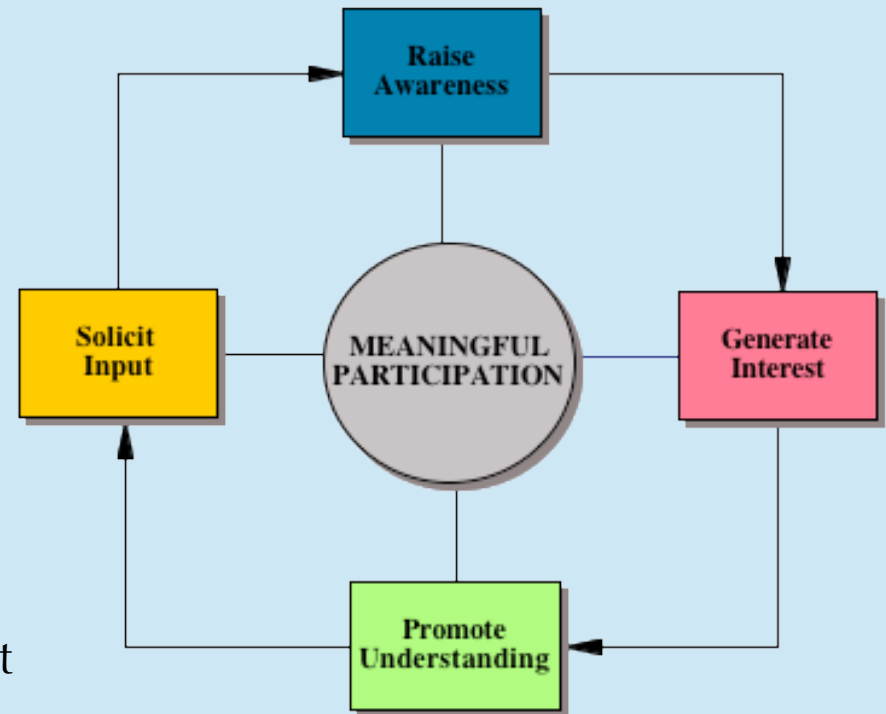 Raise
Awareness
Solicit
Input
MEANINGFUL
PARTICIPATION
Generate
Interest
Promote
Understanding
t